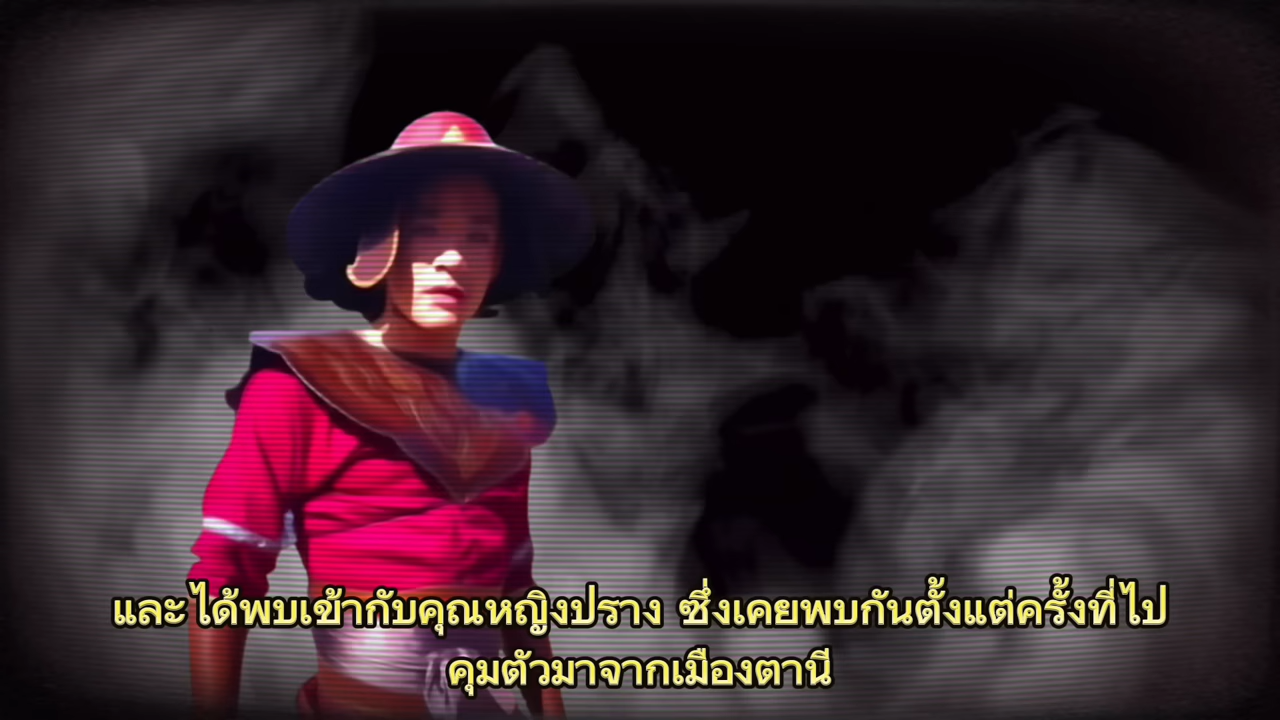 และได้พบเข้ากับคุณหญิงปราง ซึ่งเคยพบกันตั้งแต่ครั้งที่ไป
คุมตัวมาจากเมืองตานี